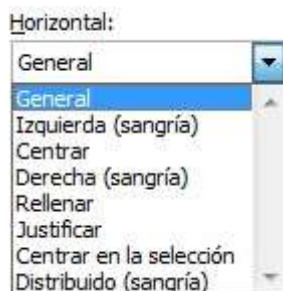 Horizontal:
General
General
Izquierda (sangría)
Centrar
Derecha (sangría)
Rellenar
Justificar
Centrar en la selección
Distribuido (sangría)